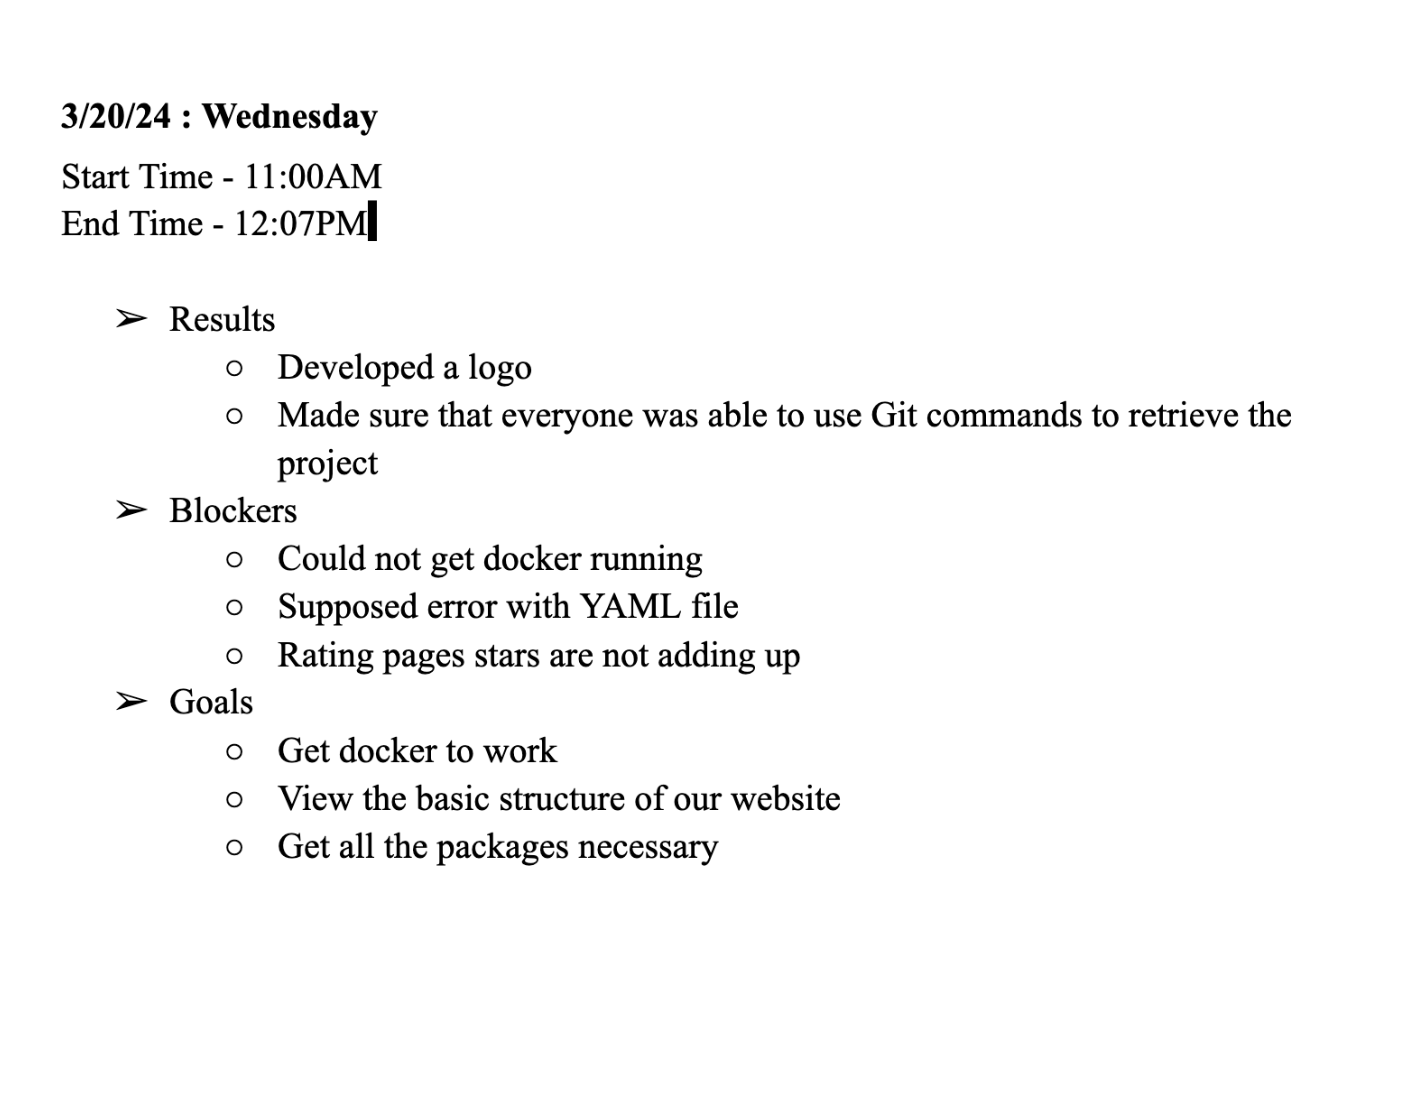 3/20/24 : Wednesday
Start Time - 11:00AM
End Time - 12:07PM
➢ Results
○ Developed a logo
○ Made sure that everyone was able to use Git commands to retrieve the
project
➢ Blockers
○ Could not get docker running
○ Supposed error with YAML file
○ Rating pages stars are not adding up
➢ Goals
○ Get docker to work
○ View the basic structure of our website
○ Get all the packages necessary